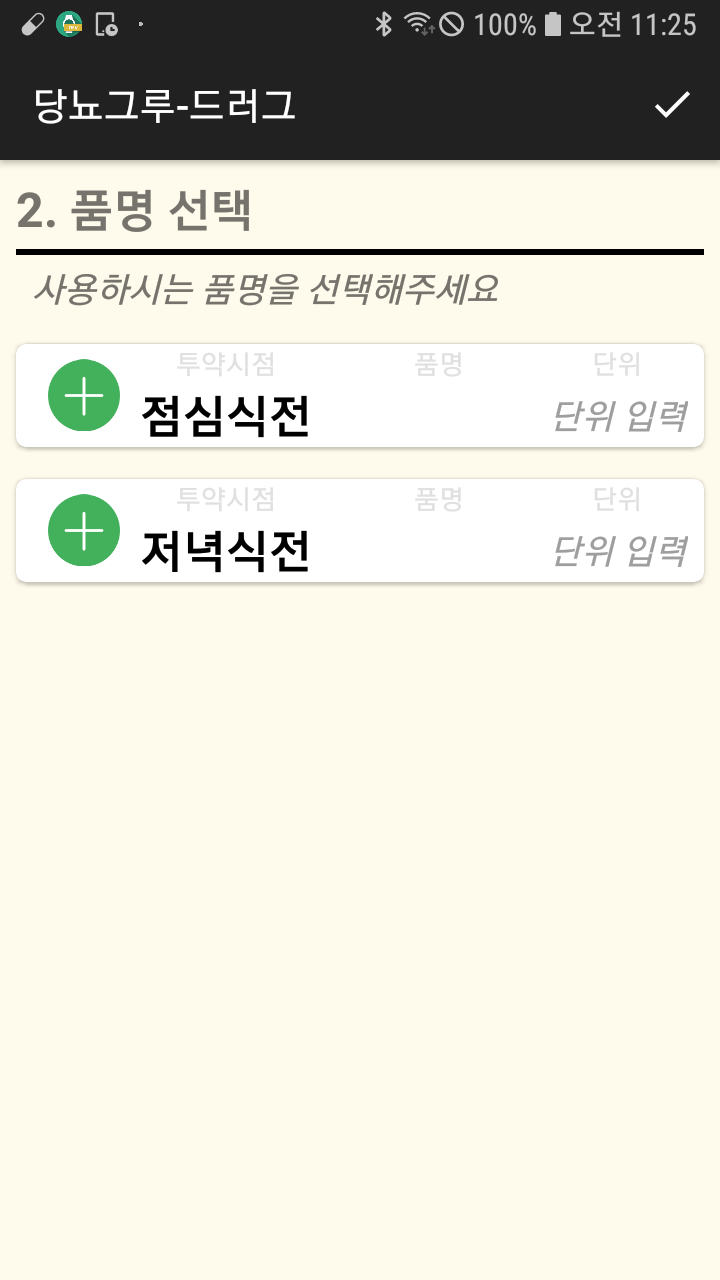 100% 오전 11:25
당뇨그루-드러그
2. 품명 선택
사용하시는 품명을 선택해주세요
투약시점 품명 단위
점심식전 단위 입력
투약시점 품명 단위
저녁식전 단위 입력